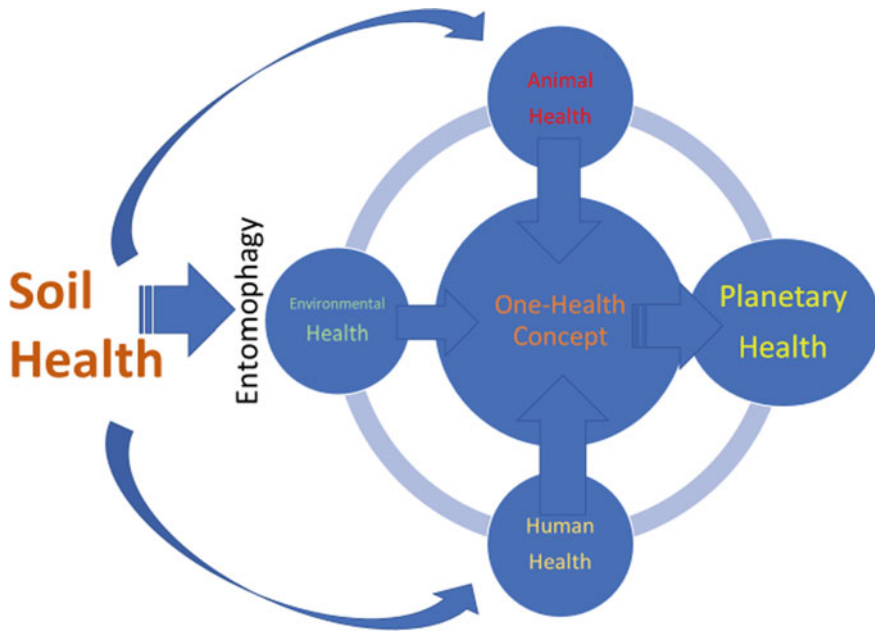 Soil
Health
Entomophagy
Animal
Health
Environmental
Health
One-Health
Concept
Planetary
Health
Human
Health